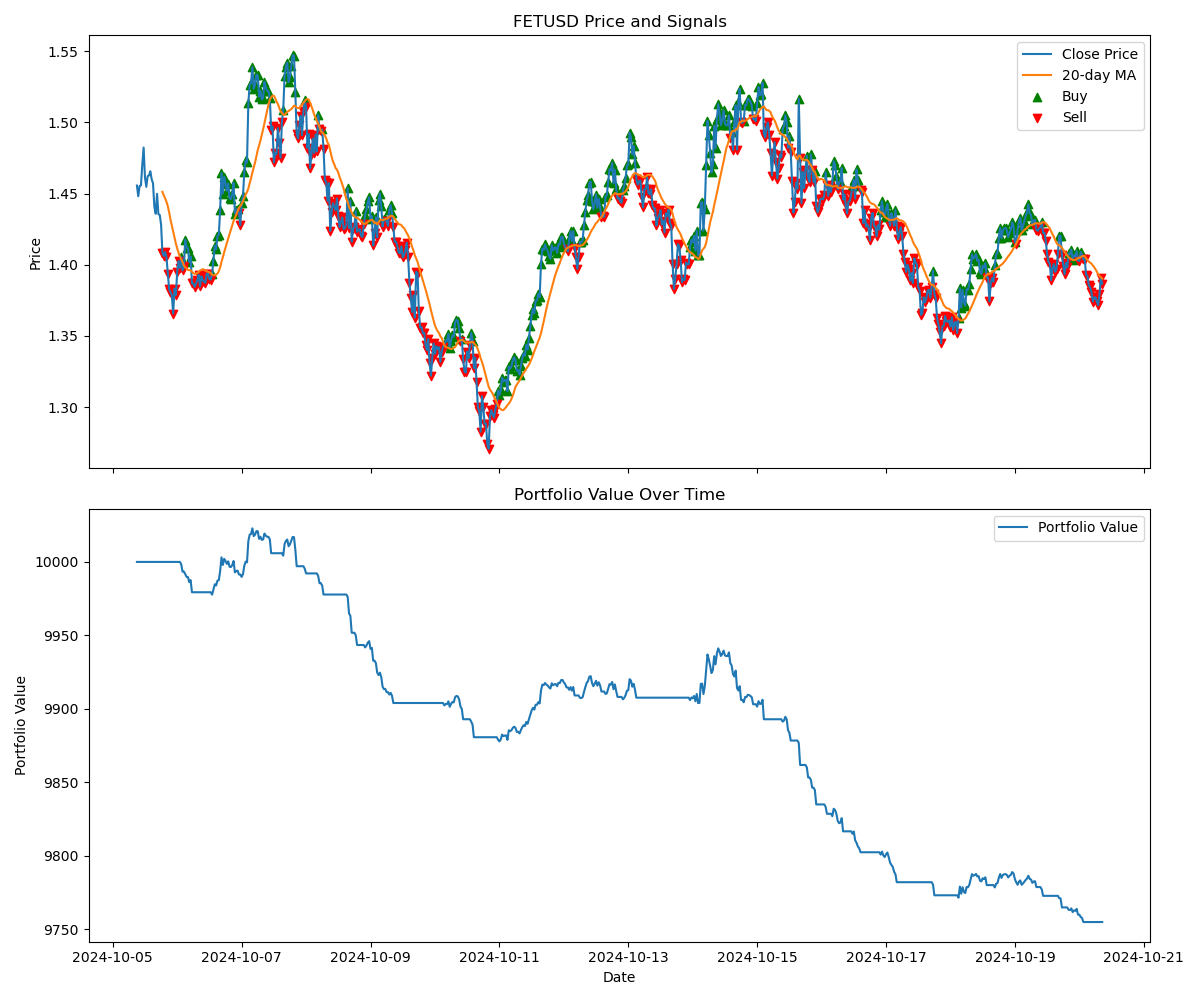 FETUSD Price and Signals
Price
1.55
1.50
1.45
1.40
1.35
1.30
Close Price
20-day MA
Buy
Sell
Portfolio Value Over Time
Portfolio Value
10000
9950
9900
9850
9800
9750
Portfolio Value
2024-10-05
2024-10-07
2024-10-09
2024-10-11
2024-10-13
2024-10-15
2024-10-17
2024-10-19
2024-10-21
Date